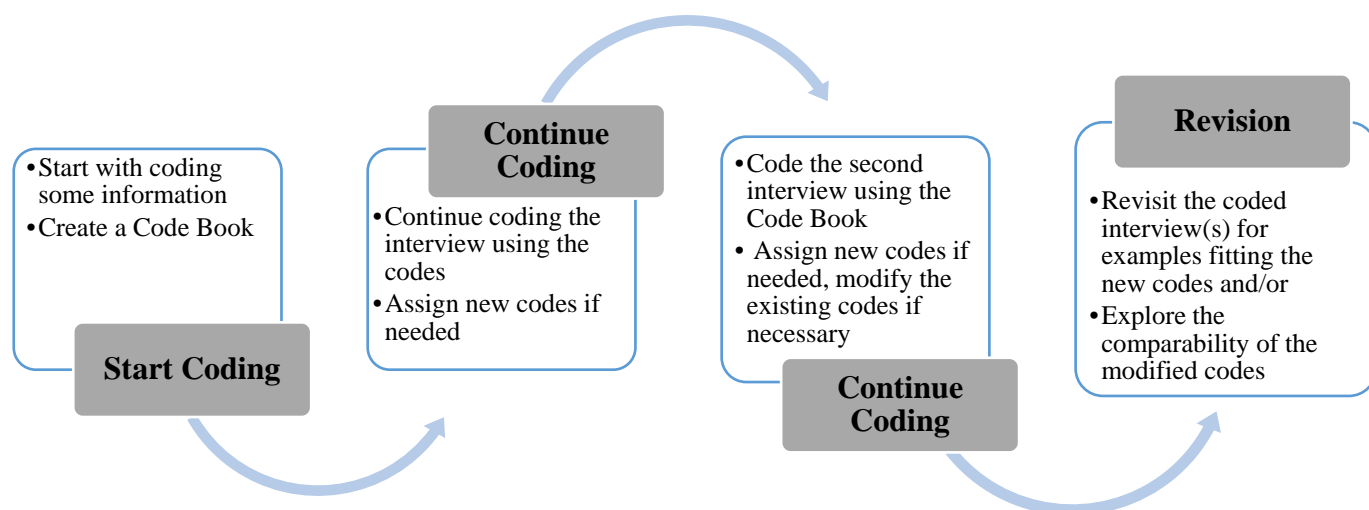 •Start with coding
some information
•Create a Code Book
Start Coding
Continue
Coding
•Continue coding the
interview using the
codes
•Assign new codes if
needed
•Code the second
interview using the
Code Book
• Assign new codes if
needed, modify the
existing codes if
necessary
Continue
Coding
Revision
•Revisit the coded
interview(s) for
examples fitting the
new codes and/or
•Explore the
comparability of the
modified codes